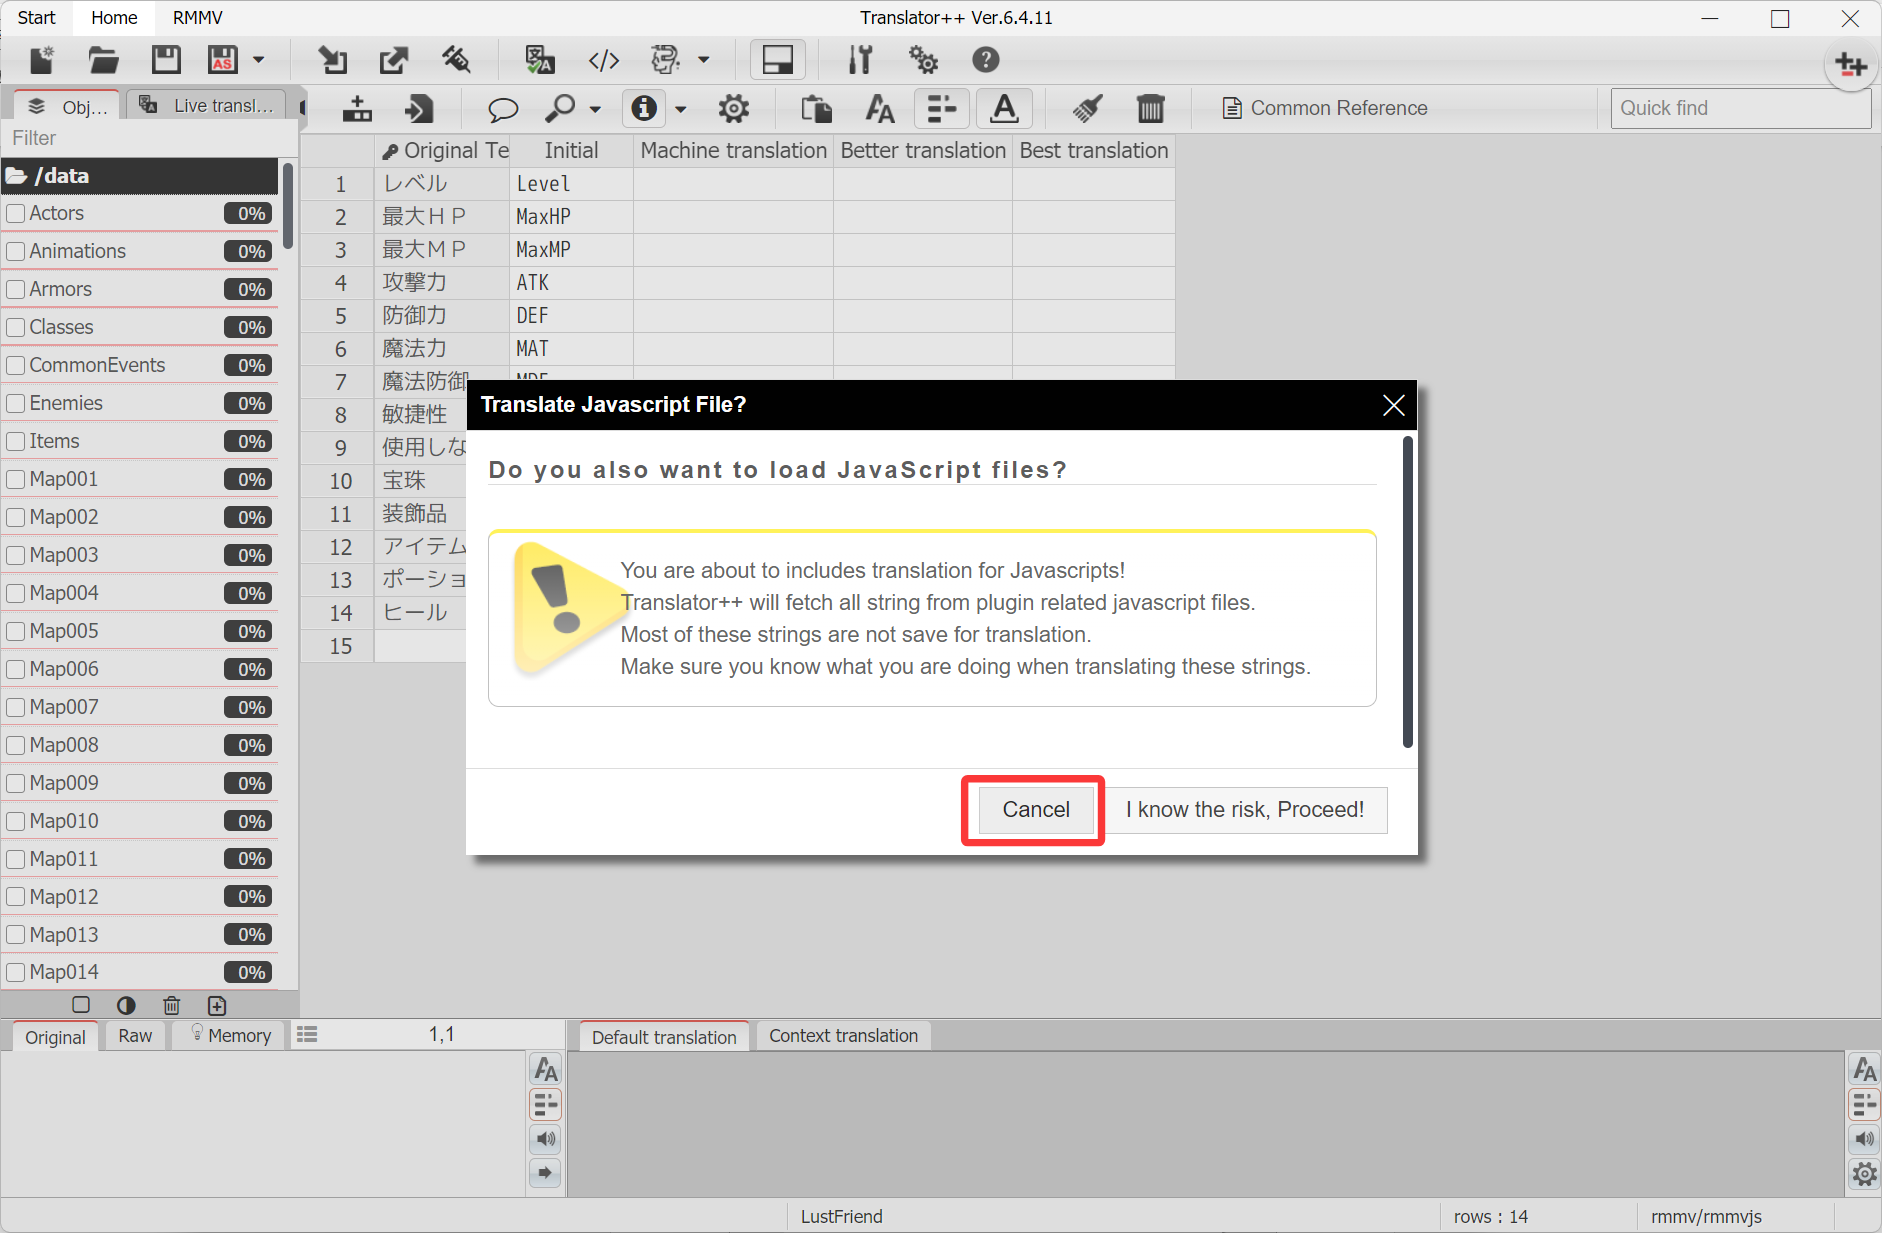 Start Home RMMV Translator++ Ver.6.4.11
AS
Obj... Live transl... Common Reference Quick find
Filter
Original Te Initial Machine translation Better translation Best translation
/data
Actors 0%
Animations 0%
Armors 0%
Classes 0%
CommonEvents 0%
Enemies 0%
Items 0%
Map001 0%
Map002 0%
Map003 0%
Map004 0%
Map005 0%
Map006 0%
Map007 0%
Map008 0%
Map009 0%
Map010 0%
Map011 0%
Map012 0%
Map013 0%
Map014 0%
1 レベル Level
2 最大ＨＰ MaxHP
3 最大ＭＰ MaxMP
4 攻撃力 ATK
5 防御力 DEF
6 魔法力 MAT
7 魔法防御
8 敏捷性
9 使用しな
10 宝珠
11 装飾品
12 アイテム
13 ポーショ
14 ヒール
15
Translate Javascript File?
Do you also want to load JavaScript files?
You are about to includes translation for Javascripts!
Translator++ will fetch all string from plugin related javascript files.
Most of these strings are not save for translation.
Make sure you know what you are doing when translating these strings.
Cancel I know the risk, Proceed!
Original Raw Memory 1,1 Default translation Context translation
LustFriend rows : 14 rmmv/rmmvjs